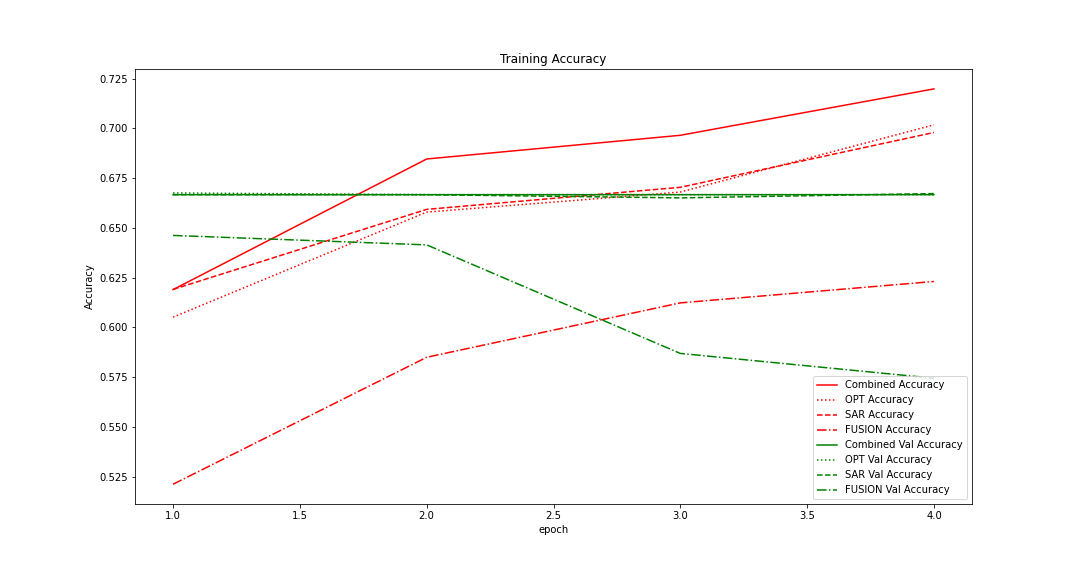 Training Accuracy
0.725
0.700
0.675
0.650
0.625
0.600
0.575
0.550
0.525
Accuracy
Combined Accuracy
OPT Accuracy
SAR Accuracy
FUSION Accuracy
Combined Val Accuracy
OPT Val Accuracy
SAR Val Accuracy
FUSION Val Accuracy
1.0 1.5 2.0 2.5 3.0 3.5 4.0
epoch